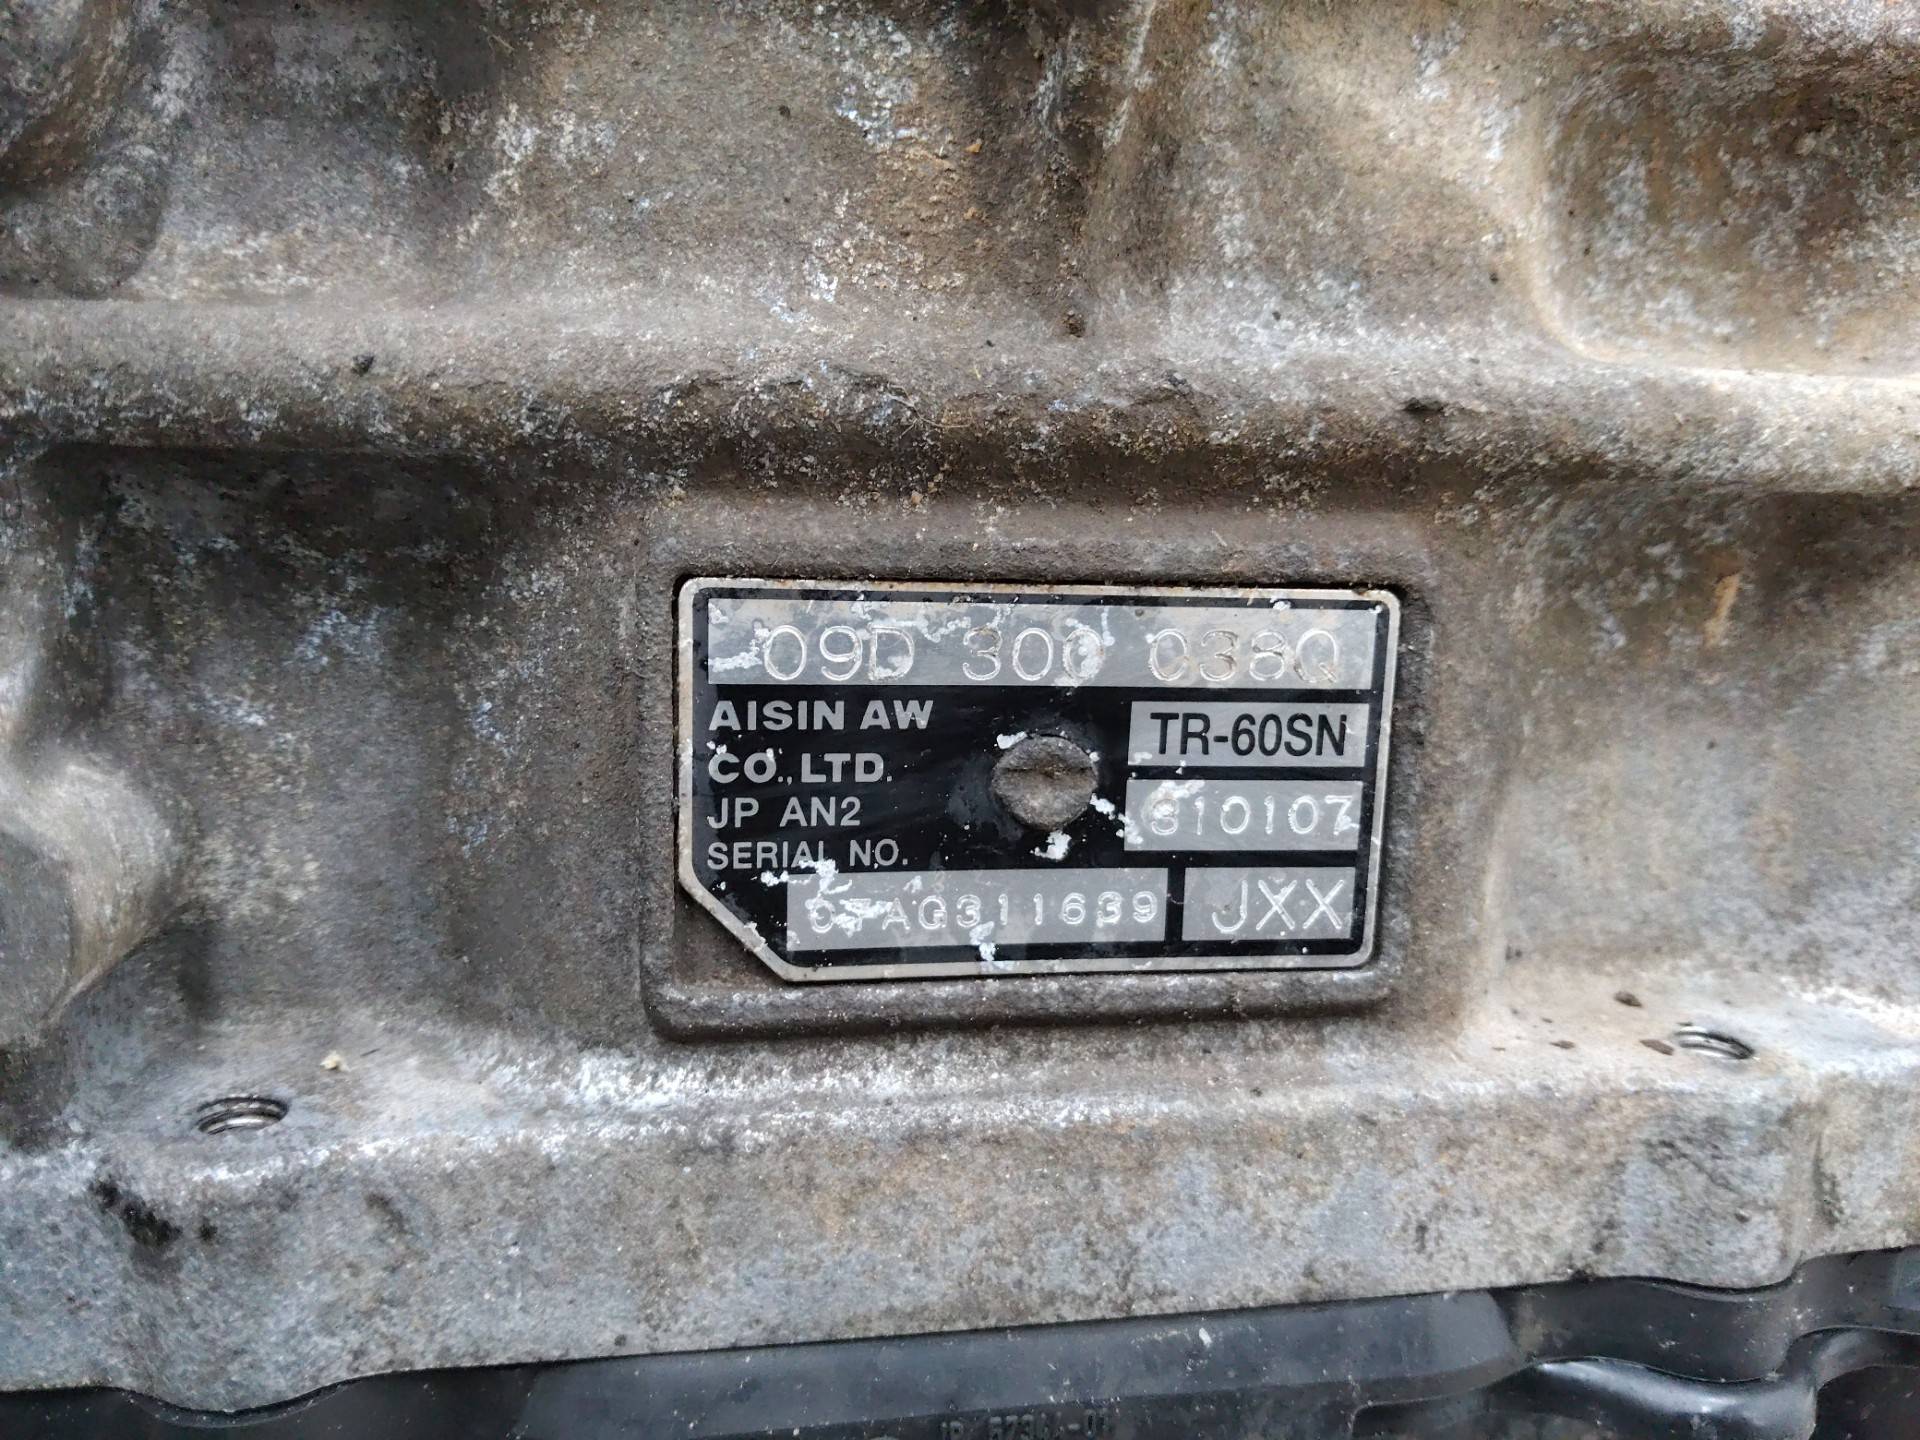 09D 300 038Q
AISIN AW
CO., LTD.
TR-60SN
JP AN2
310107
SERIAL NO.
07AG311639
JXX